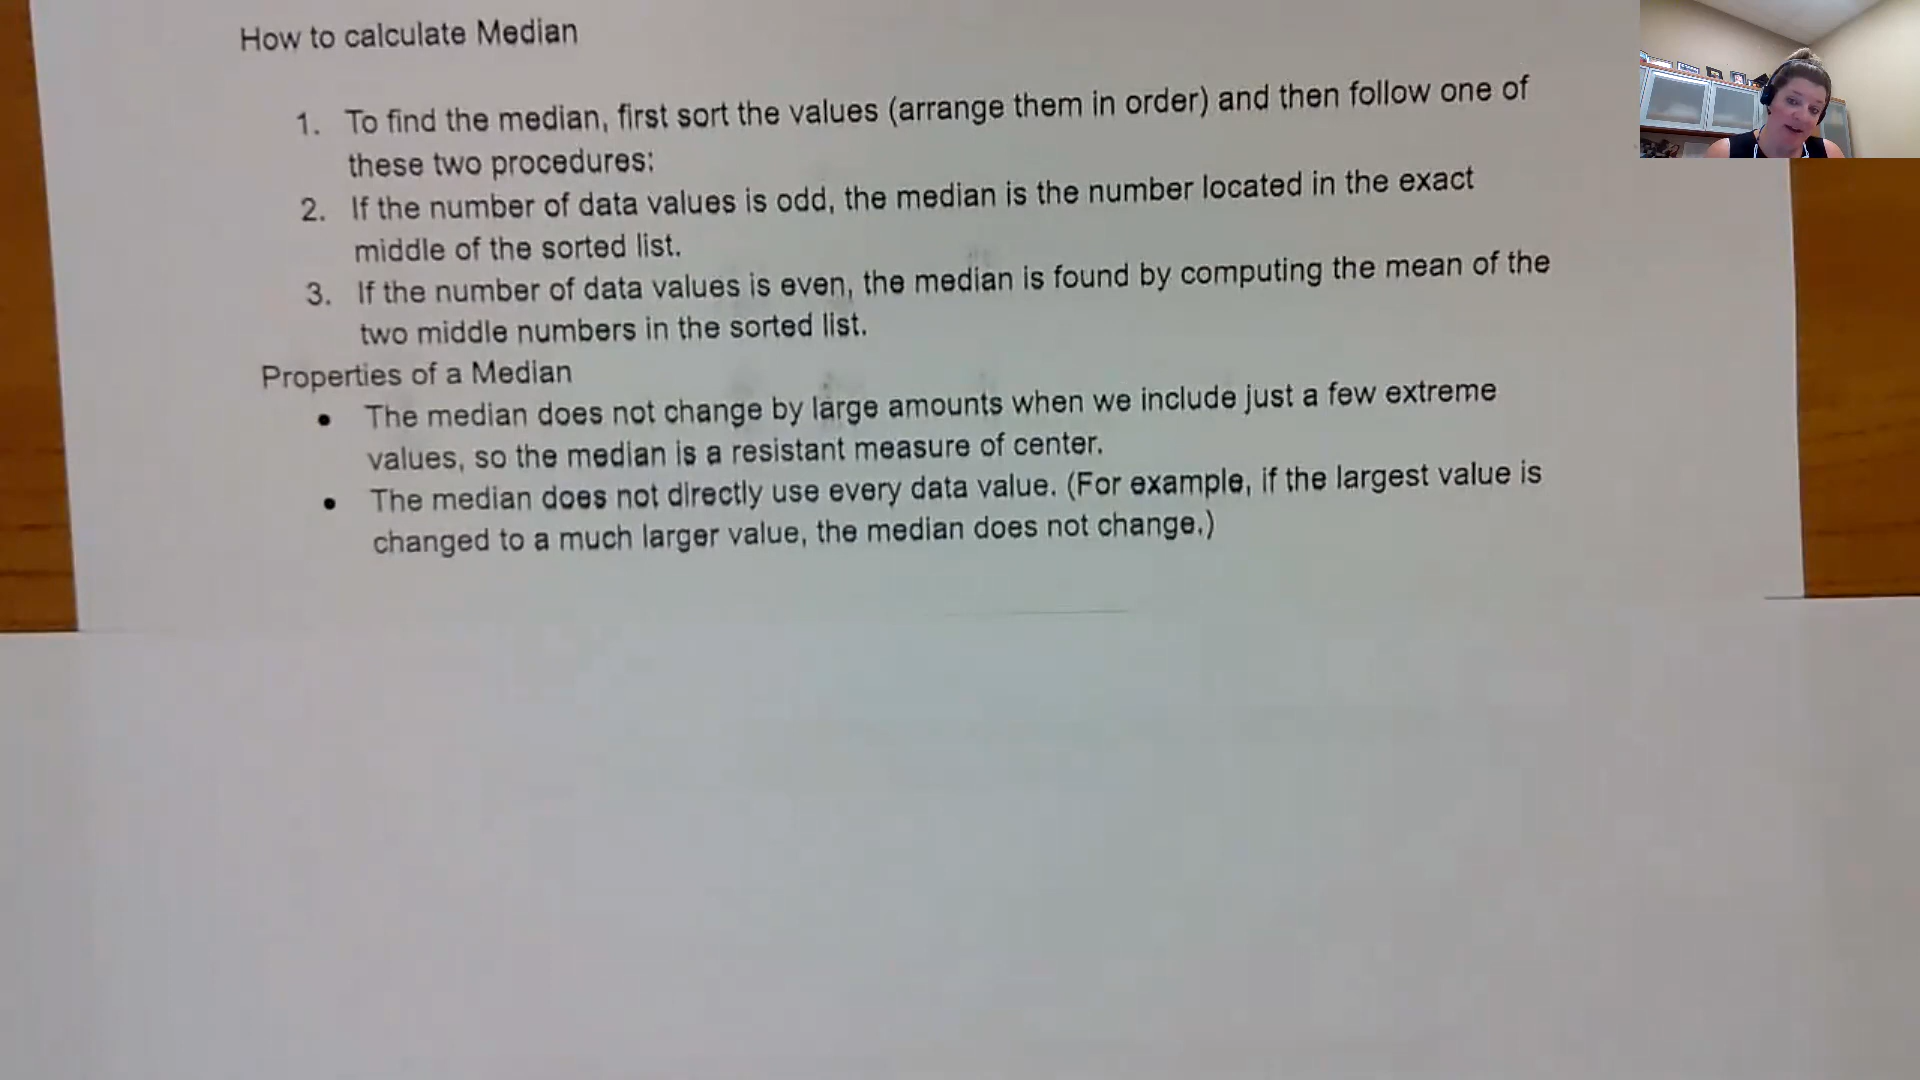 How to calculate Median
1. To find the median, first sort the values (arrange them in order) and then follow one of
these two procedures:
2. If the number of data values is odd, the median is the number located in the exact
middle of the sorted list.
3. If the number of data values is even, the median is found by computing the mean of the
two middle numbers in the sorted list.
Properties of a Median
• The median does not change by large amounts when we include just a few extreme
values, so the median is a resistant measure of center.
• The median does not directly use every data value. (For example, if the largest value is
changed to a much larger value, the median does not change.)